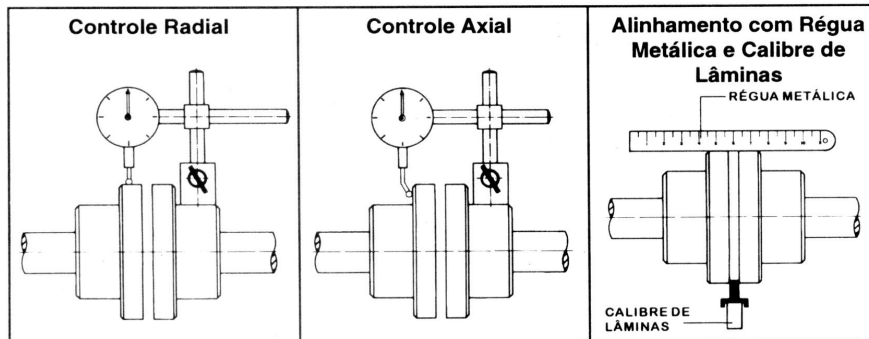 Controle Radial
Controle Axial
Alinhamento com Régua
Metálica e Calibre de
Lâminas
RÉGUA METÁLICA
CALIBRE DE
LÂMINAS